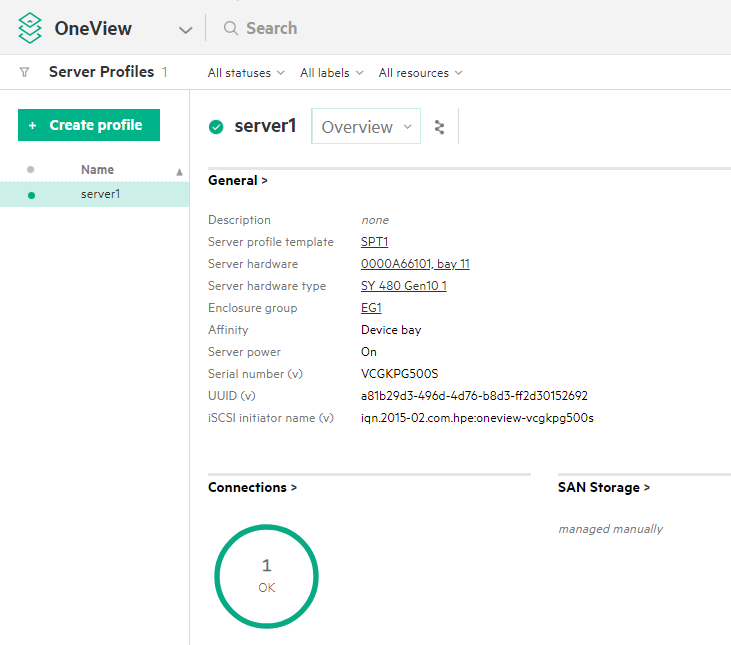 OneView Search
Server Profiles 1 All statuses All labels All resources
+ Create profile
Name
server1
server1 Overview
General >
Description none
Server profile template SPT1
Server hardware 0000A66101, bay 11
Server hardware type SY 480 Gen10 1
Enclosure group EG1
Affinity Device bay
Server power On
Serial number (v) VCGKPG500S
UUID (v) a81b29d3-496d-4d76-b8d3-ff2d30152692
iSCSI initiator name (v) iqn.2015-02.com.hpe:oneview-vcgkpg500s
Connections >
1
OK
SAN Storage >
managed manually